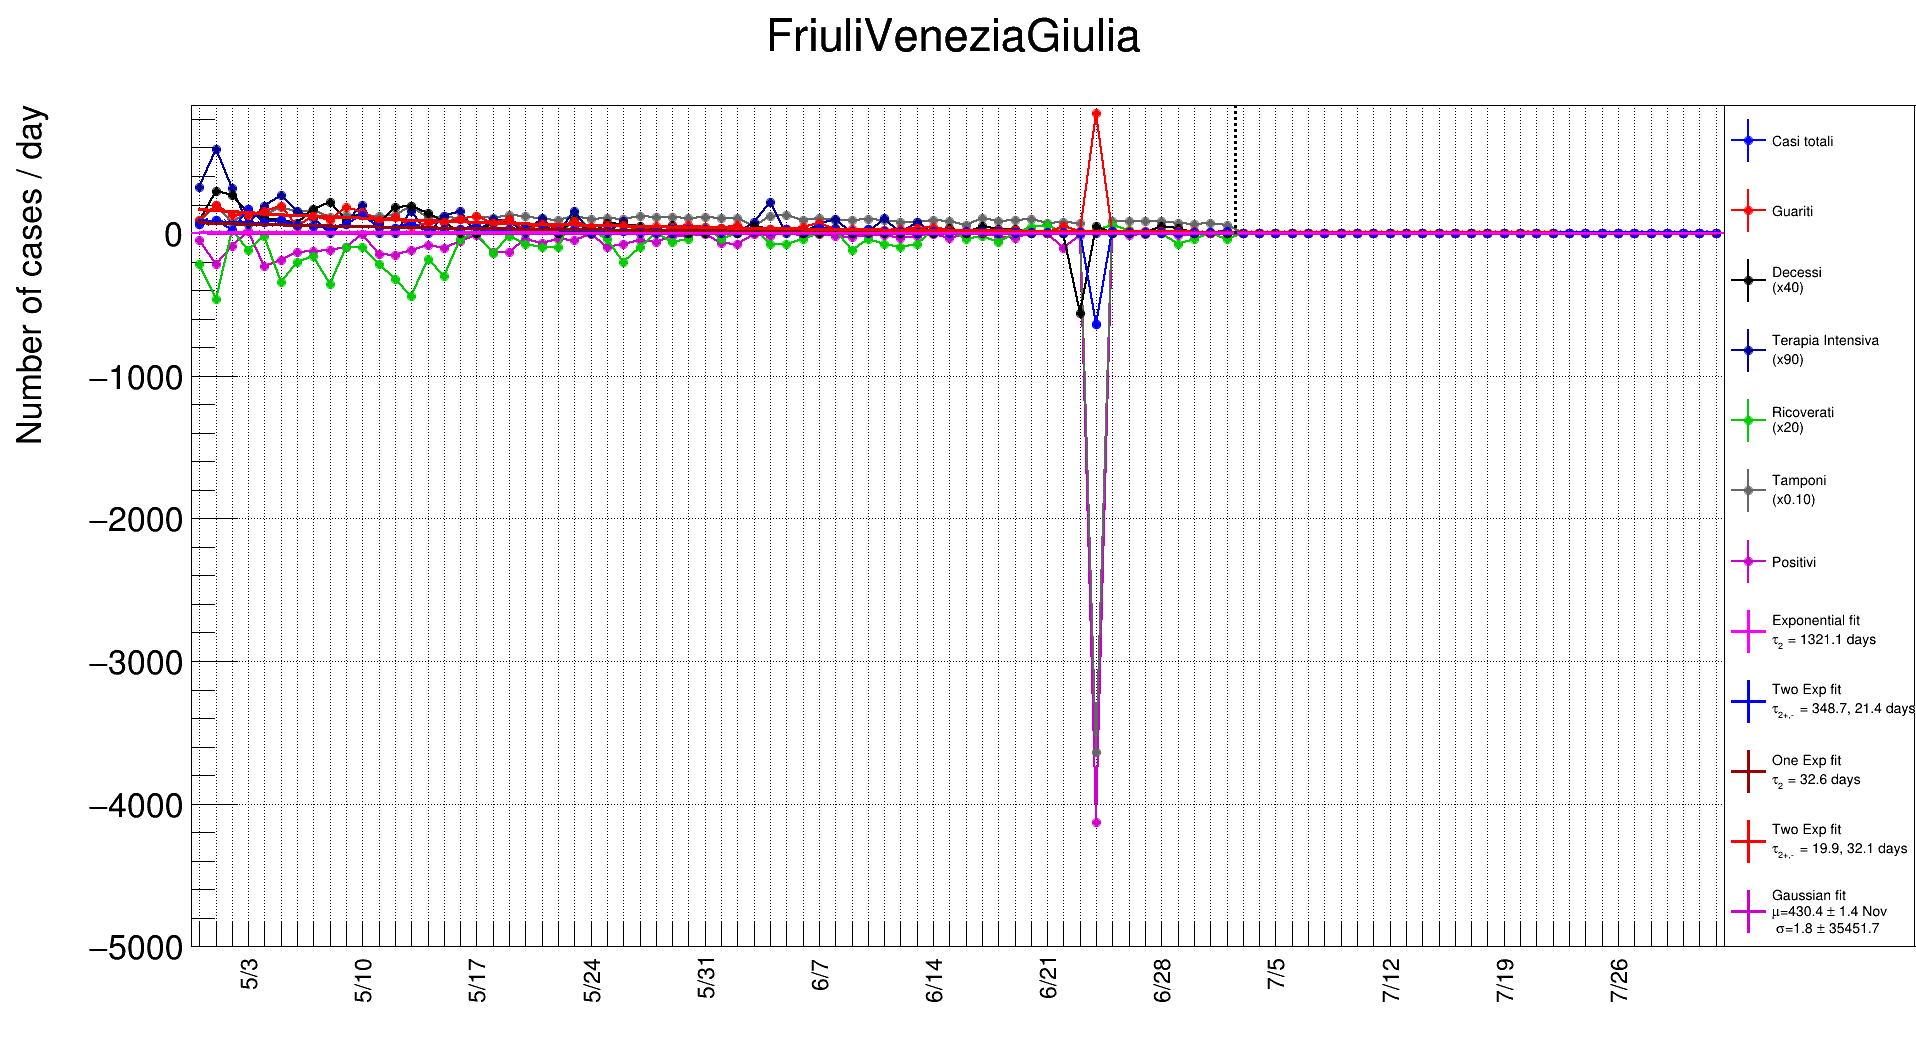 FriuliVeneziaGiulia
Number of cases / day
0
−1000
−2000
−3000
−4000
−5000
5/3
5/10
5/17
5/24
5/31
6/7
6/14
6/21
6/28
7/5
7/12
7/19
7/26
Casi totali
Guariti
Decessi
(x40)
Terapia Intensiva
(x90)
Ricoverati
(x20)
Tamponi
(x0.10)
Positivi
Exponential fit
τ2 = 1321.1 days
Two Exp fit
τ2+,- = 348.7, 21.4 days
One Exp fit
τ2 = 32.6 days
Two Exp fit
τ2+,- = 19.9, 32.1 days
Gaussian fit
μ=430.4 ± 1.4 Nov
σ=1.8 ± 35451.7